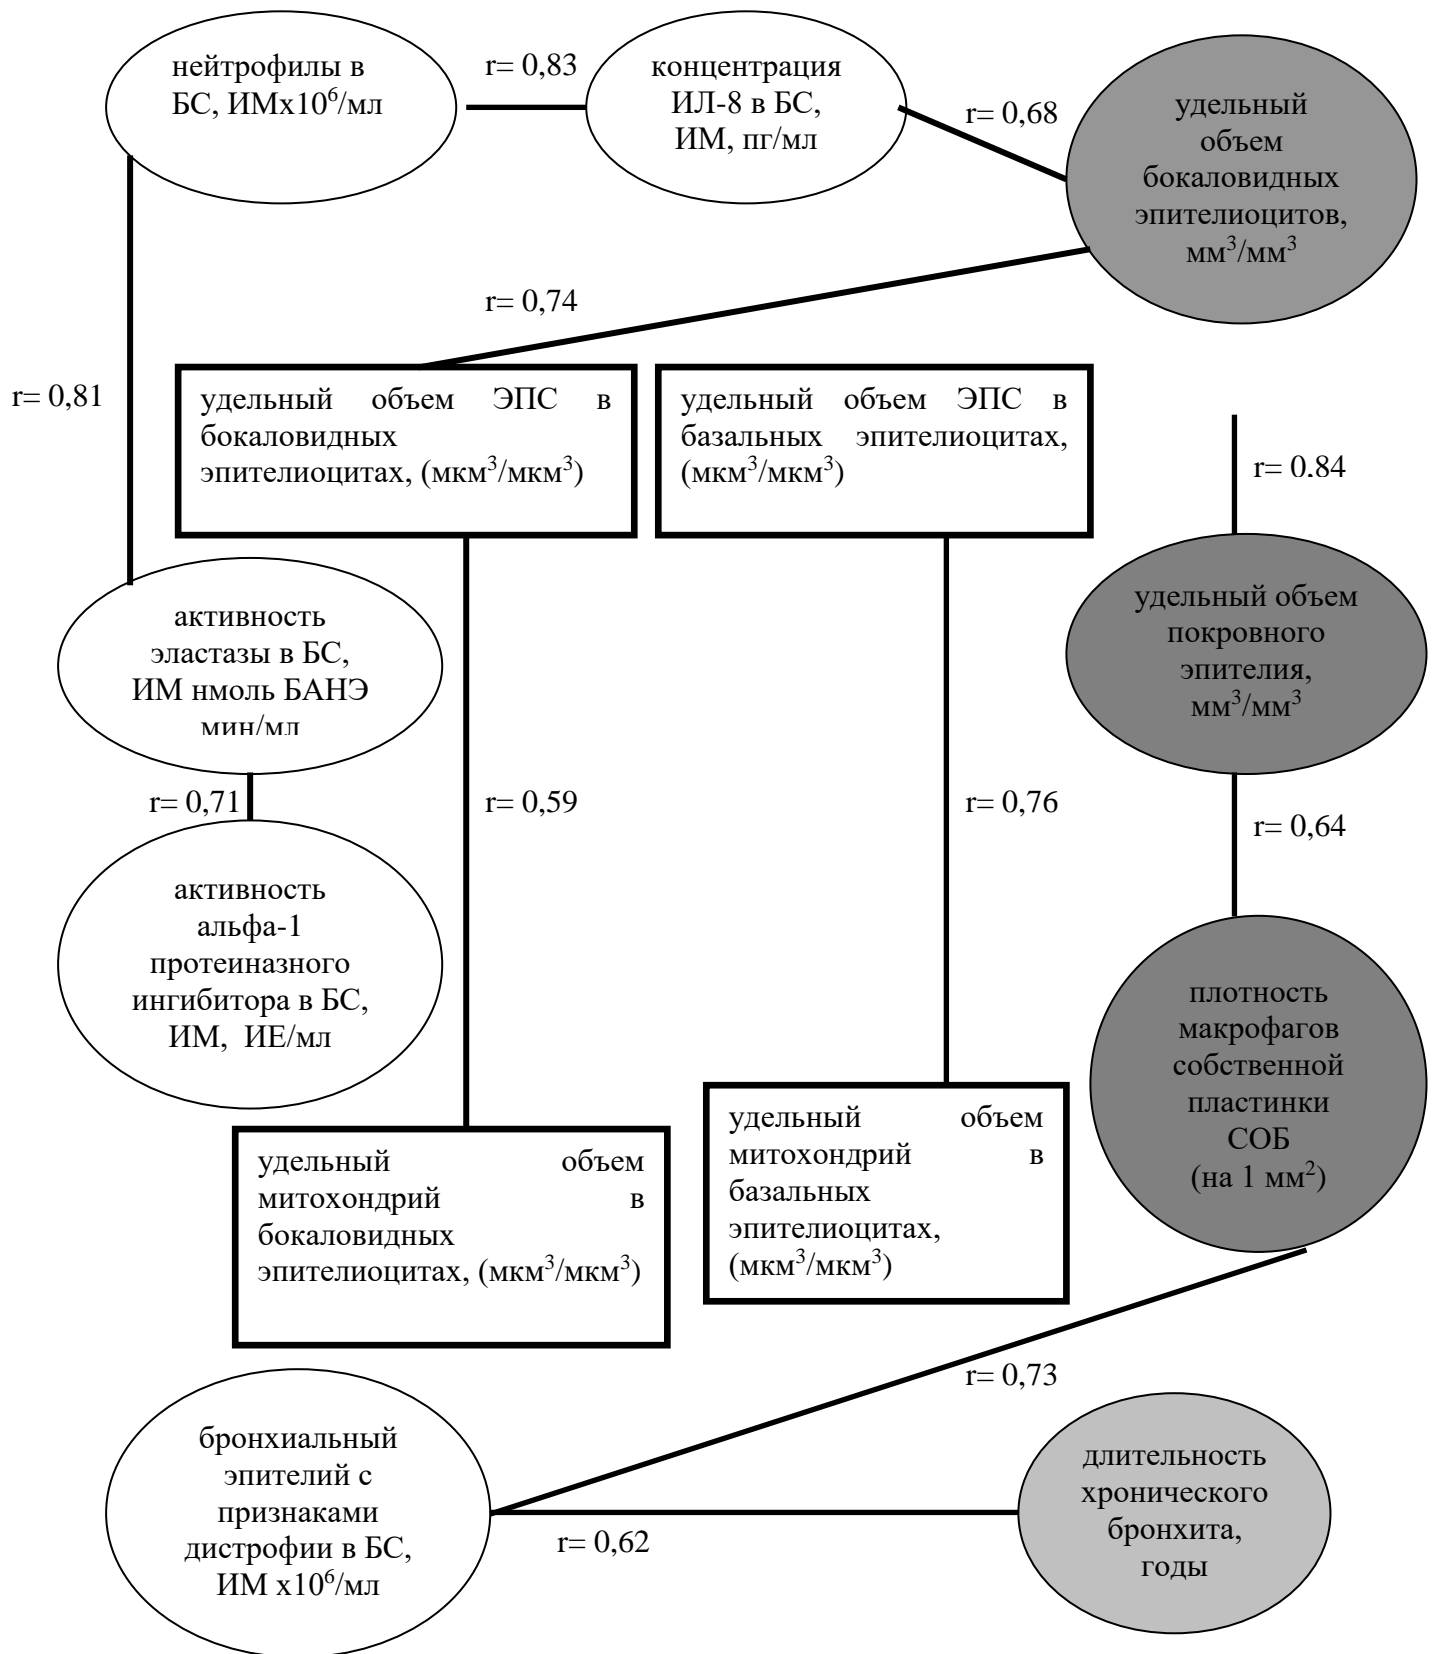 нейтрофилы в
БС, ИМх10⁶/мл
r= 0,83
концентрация
ИЛ-8 в БС,
ИМ, пг/мл
r= 0,68
удельный
объем
бокаловидных
эпителиоцитов,
мм³/мм³
r= 0,74
r= 0,81
удельный объем ЭПС в
бокаловидных
эпителиоцитах, (мкм³/мкм³)
удельный объем ЭПС в
базальных эпителиоцитах,
(мкм³/мкм³)
r= 0,84
активность
эластазы в БС,
ИМ нмоль БАНЭ
мин/мл
удельный объем
покровного
эпителия,
мм³/мм³
r= 0,71
r= 0,59
r= 0,76
r= 0,64
активность
альфа-1
протеиназного
ингибитора в БС,
ИМ, ИЕ/мл
плотность
макрофагов
собственной
пластинки
СОБ
(на 1 мм²)
удельный объем
митохондрий в
бокаловидных
эпителиоцитах, (мкм³/мкм³)
удельный объем
митохондрий в
базальных
эпителиоцитах,
(мкм³/мкм³)
r= 0,73
бронхиальный
эпителий с
признаками
дистрофии в БС,
ИМ х10⁶/мл
r= 0,62
длительность
хронического
бронхита,
годы